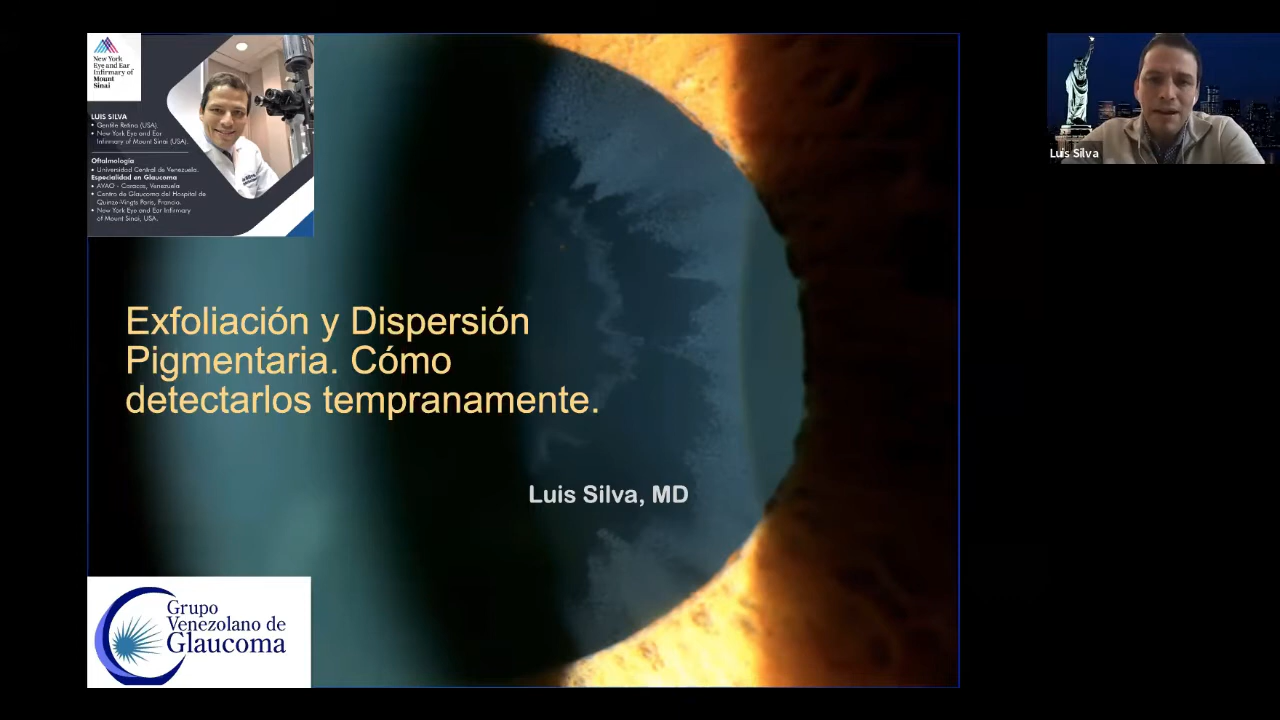 New York
Eye and Ear
Infirmary of
Mount
Sinai
LUIS SILVA
• Gentile Retina (USA).
• New York Eye and Ear
Infirmary of Mount Sinai (USA).
Oftalmología
• Universidad Central de Venezuela.
Especialidad en Glaucoma
• AVAO - Caracas, Venezuela
• Centro de Glaucoma del Hospital de
Quinze-Vingts Paris, Francia.
• New York Eye and Ear Infirmary
of Mount Sinai, USA.
Luis Silva
Exfoliación y Dispersión
Pigmentaria. Cómo
detectarlos tempranamente.
Luis Silva, MD
Grupo
Venezolano de
Glaucoma